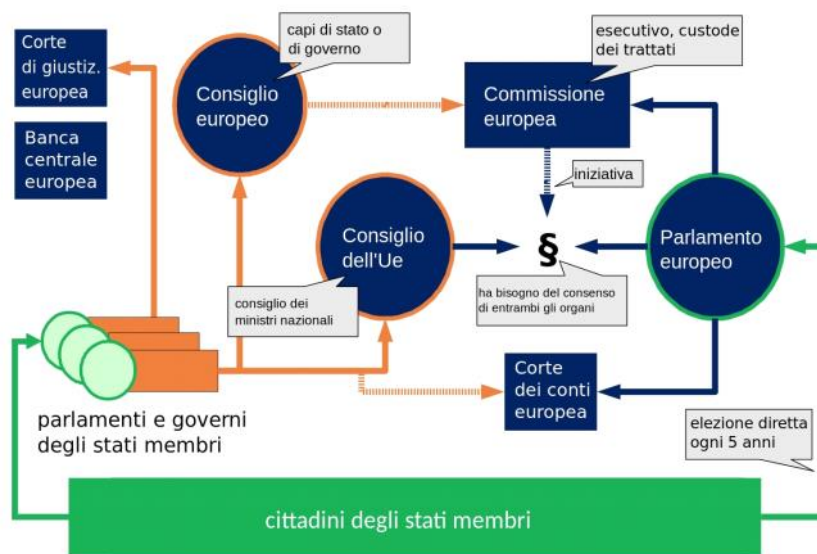 capi di stato o
di governo
esecutivo, custode
dei trattati
Corte
di giustiz.
europea
Consiglio
europeo
Commissione
europea
Banca
centrale
europea
iniziativa
Consiglio
dell'Ue
§
Parlamento
europeo
consiglio dei
ministri nazionali
ha bisogno del consenso
di entrambi gli organi
Corte
dei conti
europea
parlamenti e governi
degli stati membri
elezione diretta
ogni 5 anni
cittadini degli stati membri